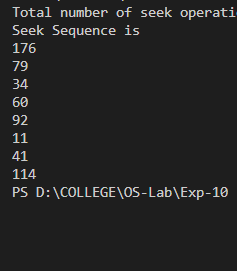 Total number of seek
Seek Sequence is
176
79
34
60
92
11
41
114
PS D:\COLLEGE\OS-Lab\Exp-10